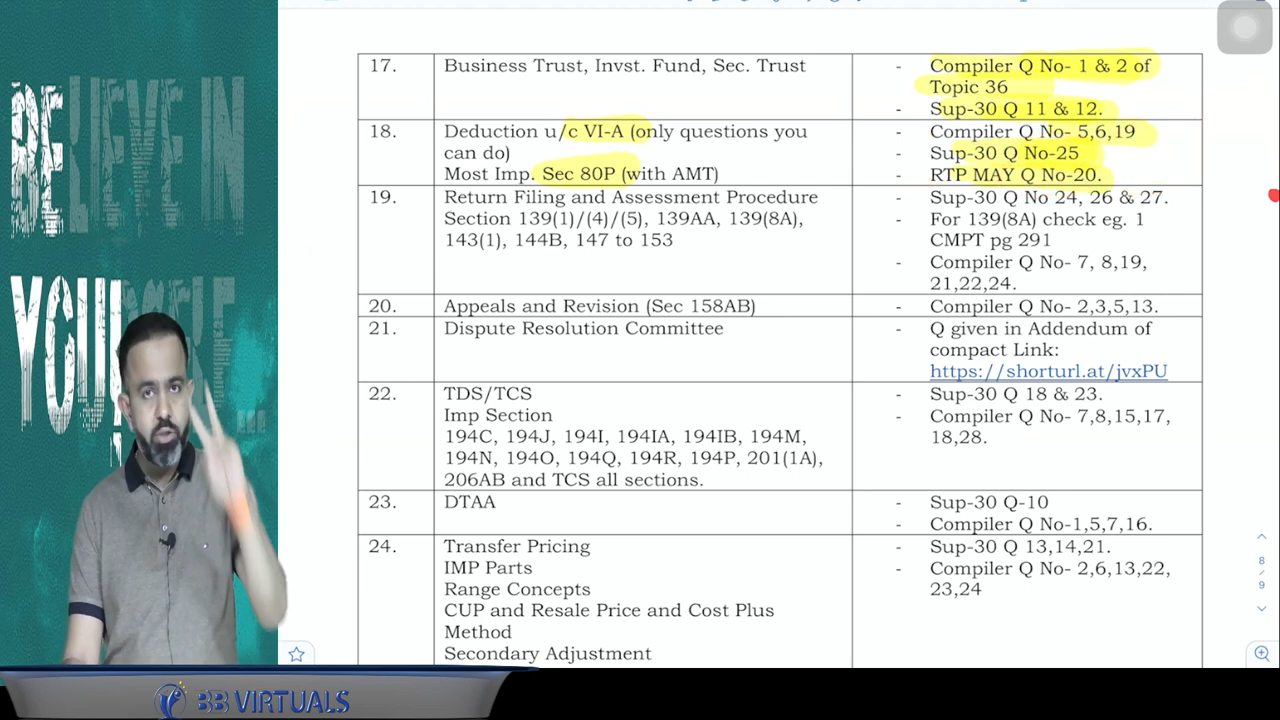 BELIEVE IN
YOURSELF...
17. Business Trust, Invst. Fund, Sec. Trust - Compiler Q No- 1 & 2 of
Topic 36
- Sup-30 Q 11 & 12.
18. Deduction u/c VI-A (only questions you - Compiler Q No- 5,6,19
can do) - Sup-30 Q No-25
Most Imp. Sec 80P (with AMT) - RTP MAY Q No-20.
19. Return Filing and Assessment Procedure - Sup-30 Q No 24, 26 & 27.
Section 139(1)/(4)/(5), 139AA, 139(8A), - For 139(8A) check eg. 1
143(1), 144B, 147 to 153 CMPT pg 291
- Compiler Q No- 7, 8,19,
21,22,24.
20. Appeals and Revision (Sec 158AB) - Compiler Q No- 2,3,5,13.
21. Dispute Resolution Committee - Q given in Addendum of
compact Link:
https://shorturl.at/jvxPU
22. TDS/TCS - Sup-30 Q 18 & 23.
Imp Section - Compiler Q No- 7,8,15,17,
194C, 194J, 194I, 194IA, 194IB, 194M, 18,28.
194N, 194O, 194Q, 194R, 194P, 201(1A),
206AB and TCS all sections.
23. DTAA - Sup-30 Q-10
- Compiler Q No-1,5,7,16.
24. Transfer Pricing - Sup-30 Q 13,14,21.
IMP Parts - Compiler Q No- 2,6,13,22,
Range Concepts 23,24
CUP and Resale Price and Cost Plus
Method
Secondary Adjustment
8
/
9
BB VIRTUALS